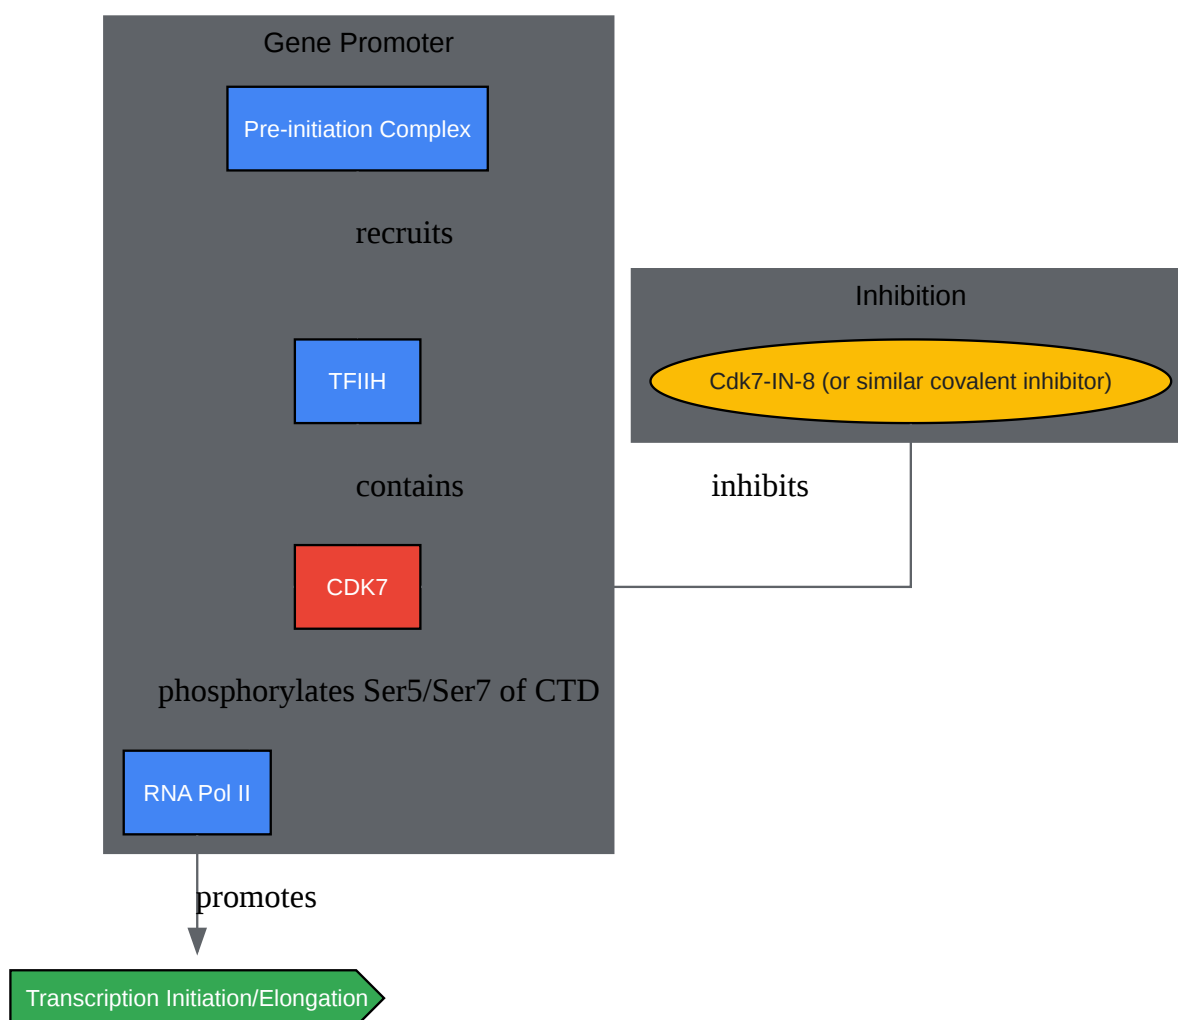 Gene Promoter
Pre-initiation Complex
recruits
Inhibition
TFIIH
Cdk7-IN-8 (or similar covalent inhibitor)
contains
inhibits
CDK7
phosphorylates Ser5/Ser7 of CTD
RNA Pol II
promotes
Transcription Initiation/Elongation